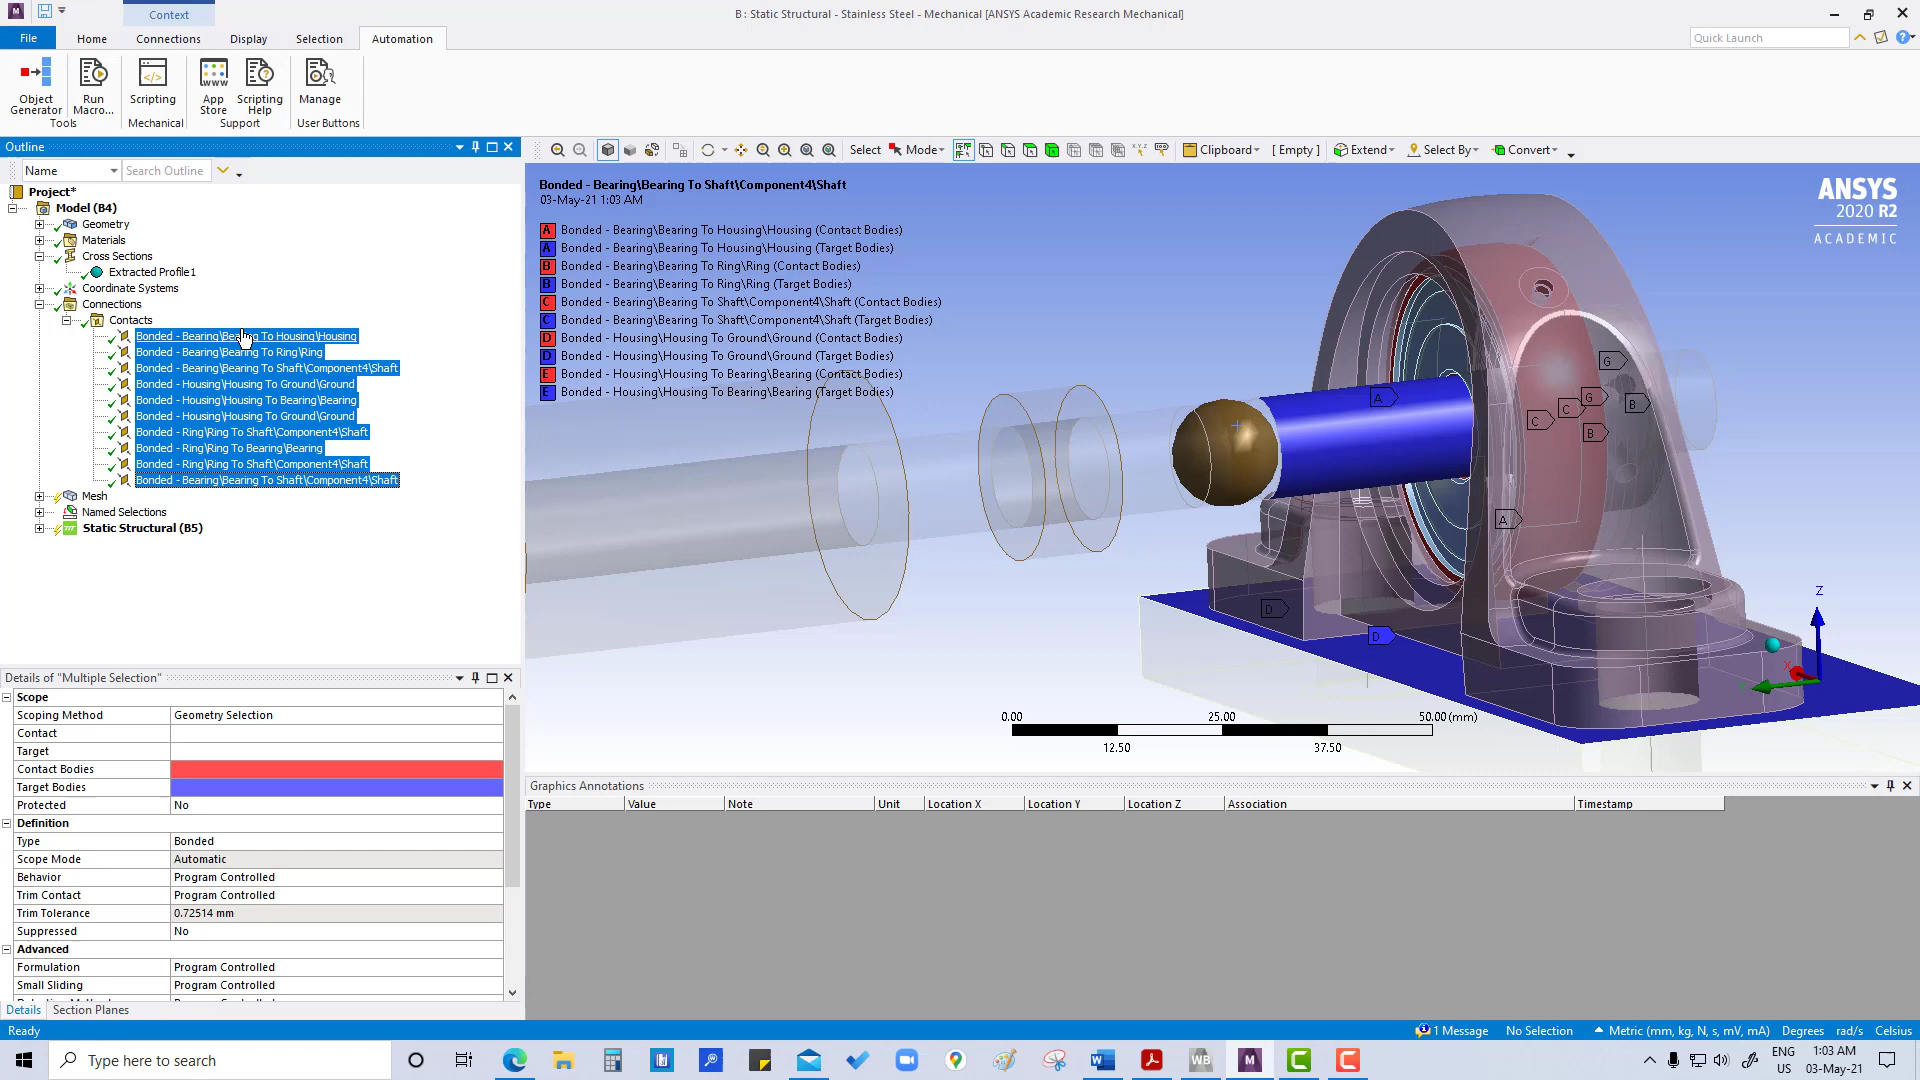 Context
B : Static Structural - Stainless Steel - Mechanical [ANSYS Academic Research Mechanical]
File
Home
Connections
Display
Selection
Automation
Quick Launch
Object Generator
Run Macro...
Scripting
App Store
Scripting Help
Manage
Tools
Mechanical
Support
User Buttons
Outline
Name
Search Outline
Select
Mode
Clipboard
[ Empty ]
Extend
Select By
Convert
Project*
Model (B4)
Geometry
Materials
Cross Sections
Extracted Profile1
Coordinate Systems
Connections
Contacts
Bonded - Bearing\Bearing To Housing\Housing
Bonded - Bearing\Bearing To Ring\Ring
Bonded - Bearing\Bearing To Shaft\Component4\Shaft
Bonded - Housing\Housing To Ground\Ground
Bonded - Housing\Housing To Bearing\Bearing
Bonded - Housing\Housing To Ground\Ground
Bonded - Ring\Ring To Shaft\Component4\Shaft
Bonded - Ring\Ring To Bearing\Bearing
Bonded - Ring\Ring To Shaft\Component4\Shaft
Bonded - Bearing\Bearing To Shaft\Component4\Shaft
Mesh
Named Selections
Static Structural (B5)
Bonded - Bearing\Bearing To Shaft\Component4\Shaft
03-May-21 1:03 AM
A Bonded - Bearing\Bearing To Housing\Housing (Contact Bodies)
A Bonded - Bearing\Bearing To Housing\Housing (Target Bodies)
B Bonded - Bearing\Bearing To Ring\Ring (Contact Bodies)
B Bonded - Bearing\Bearing To Ring\Ring (Target Bodies)
C Bonded - Bearing\Bearing To Shaft\Component4\Shaft (Contact Bodies)
C Bonded - Bearing\Bearing To Shaft\Component4\Shaft (Target Bodies)
D Bonded - Housing\Housing To Ground\Ground (Contact Bodies)
D Bonded - Housing\Housing To Ground\Ground (Target Bodies)
E Bonded - Housing\Housing To Bearing\Bearing (Contact Bodies)
E Bonded - Housing\Housing To Bearing\Bearing (Target Bodies)
ANSYS
2020 R2
ACADEMIC
G
A
G
B
C
C
B
A
D
D
Z
X
0.00
25.00
50.00 (mm)
12.50
37.50
Details of "Multiple Selection"
Scope
Scoping Method Geometry Selection
Contact
Target
Contact Bodies
Target Bodies
Protected No
Definition
Type Bonded
Scope Mode Automatic
Behavior Program Controlled
Trim Contact Program Controlled
Trim Tolerance 0.72514 mm
Suppressed No
Advanced
Formulation Program Controlled
Small Sliding Program Controlled
Details
Section Planes
Graphics Annotations
Type Value Note Unit Location X Location Y Location Z Association Timestamp
Ready
1 Message
No Selection
Metric (mm, kg, N, s, mV, mA)
Degrees
rad/s
Celsius
Type here to search
WB
M
ENG
US
1:03 AM
03-May-21